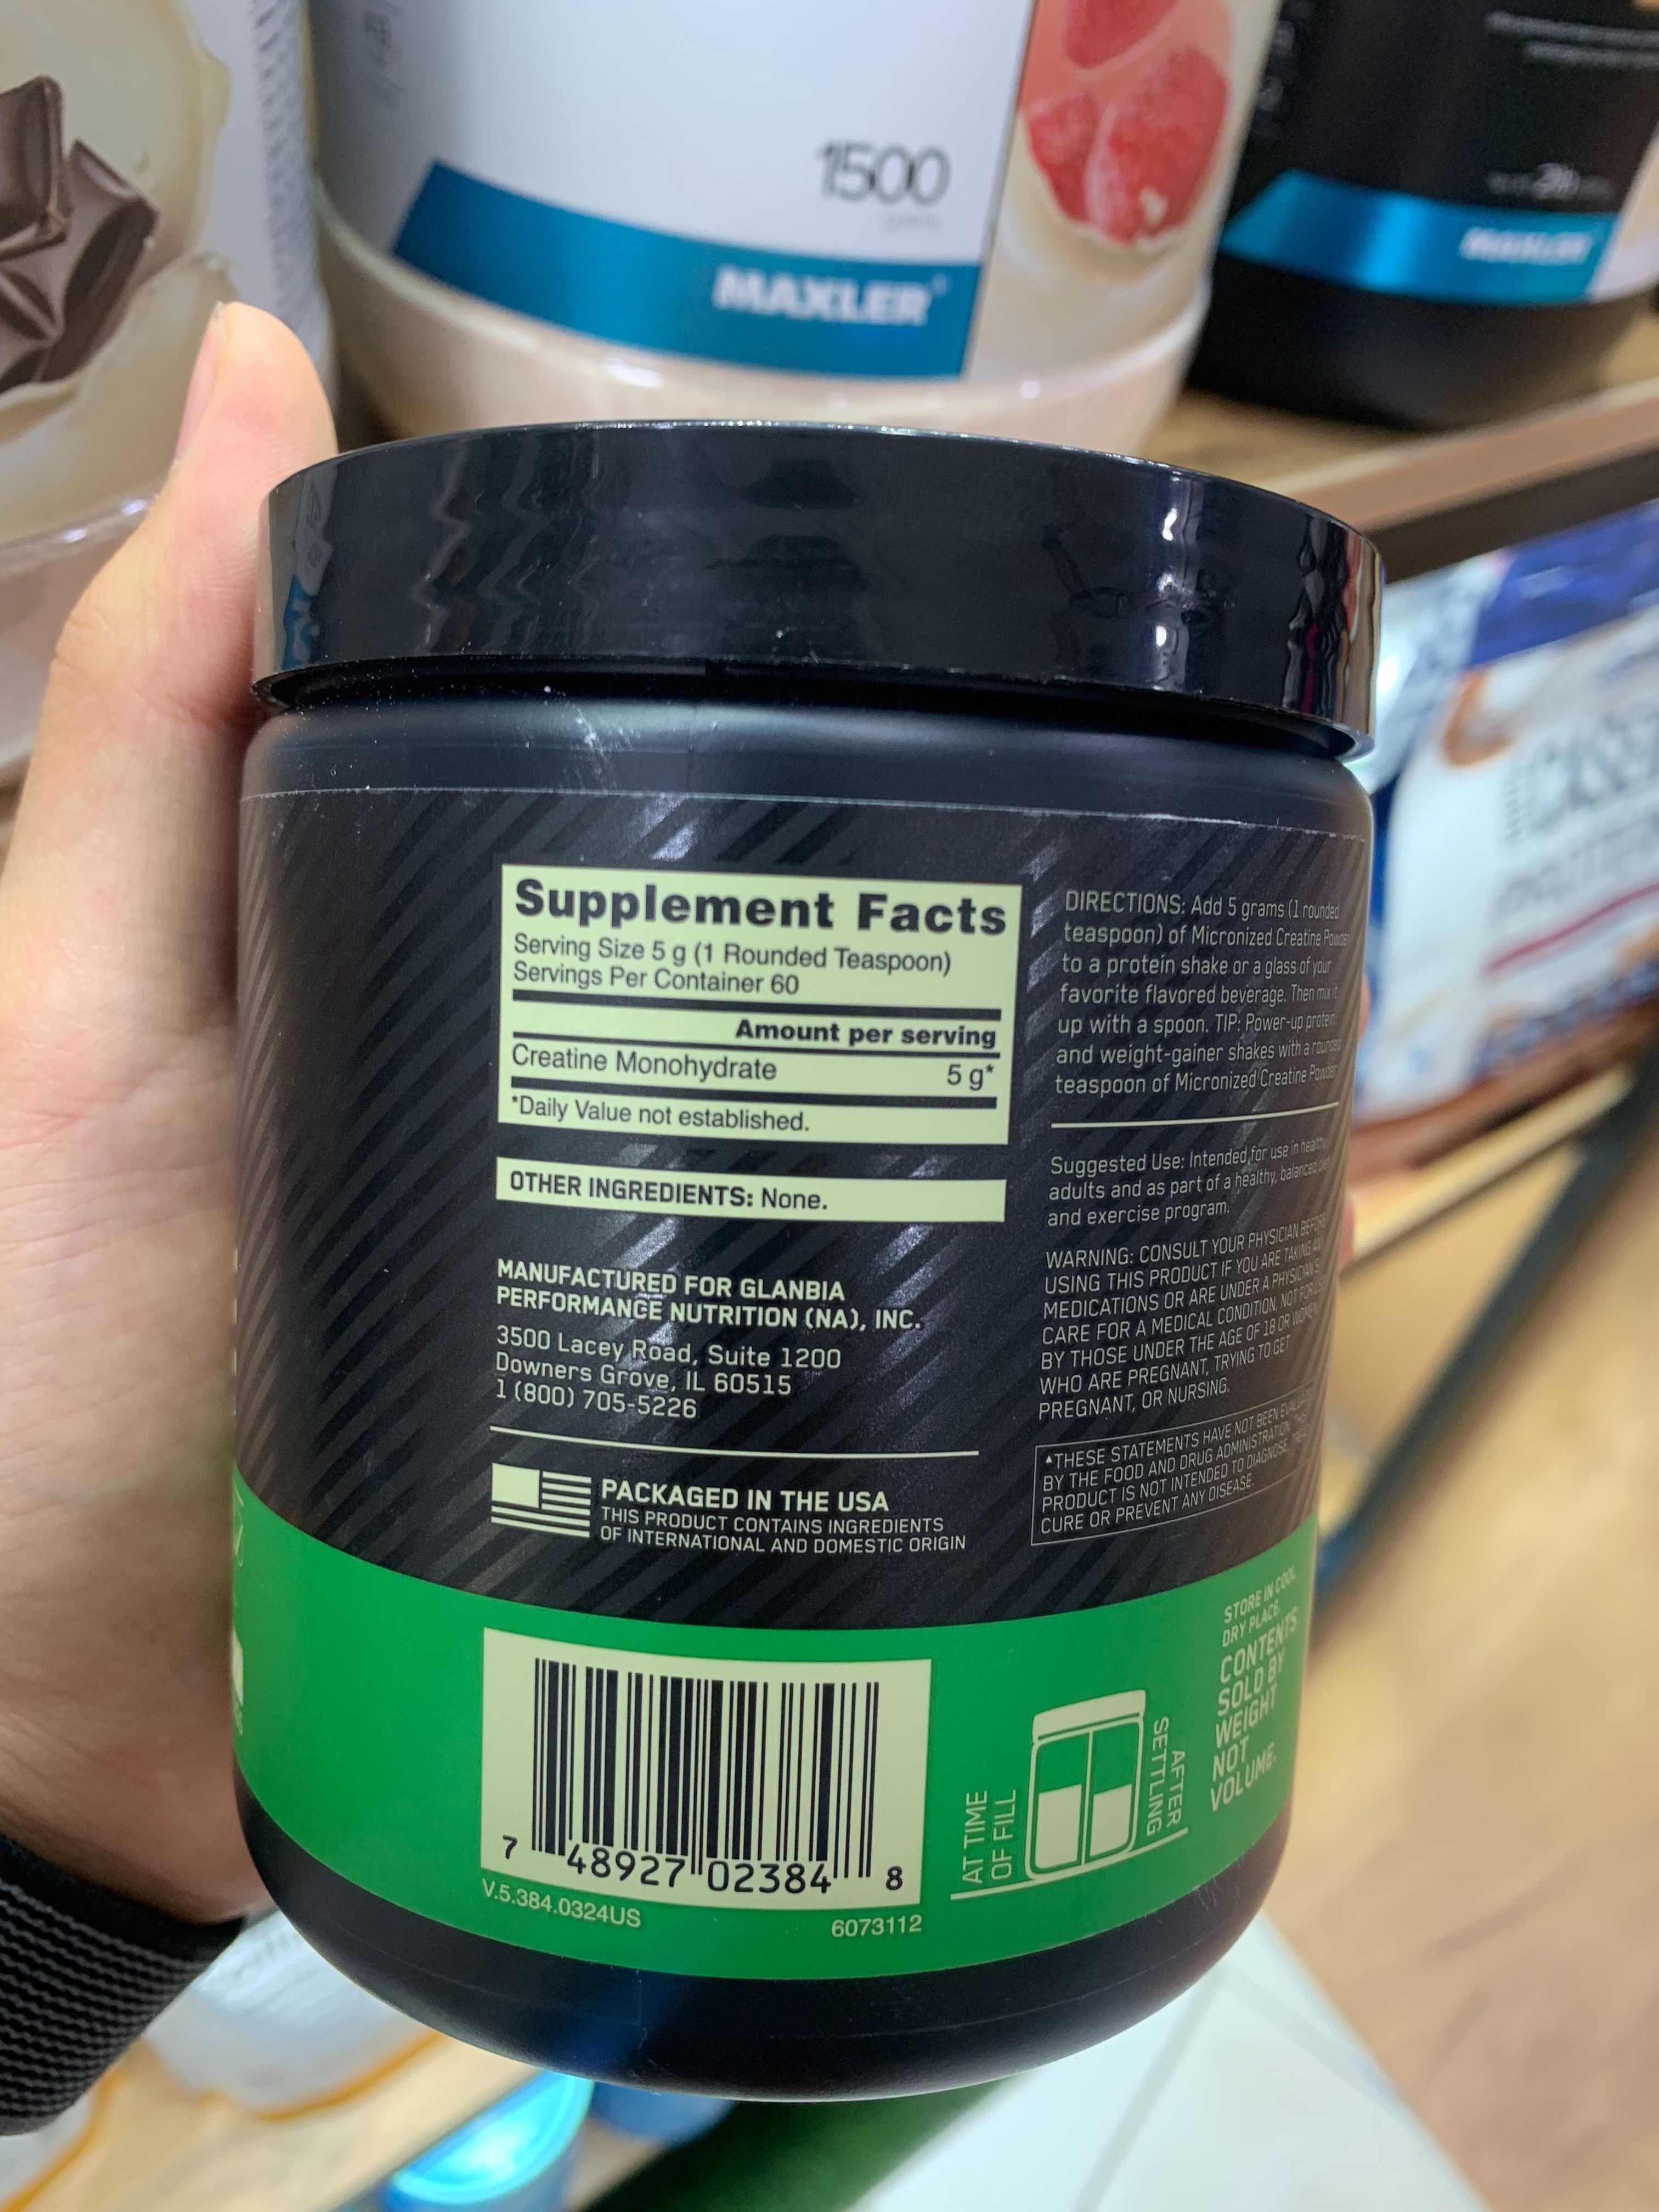 1500
MAXLER
MAXLER
Supplement Facts
Serving Size 5 g (1 Rounded Teaspoon)
Servings Per Container 60
Amount per serving
Creatine Monohydrate 5 g*
*Daily Value not established.
OTHER INGREDIENTS: None.
MANUFACTURED FOR GLANBIA
PERFORMANCE NUTRITION (NA), INC.
3500 Lacey Road, Suite 1200
Downers Grove, IL 60515
1 (800) 705-5226
PACKAGED IN THE USA
THIS PRODUCT CONTAINS INGREDIENTS
OF INTERNATIONAL AND DOMESTIC ORIGIN
7 48927 02384 8
V.5.384.0324US 6073112
DIRECTIONS: Add 5 grams (1 rounded
teaspoon) of Micronized Creatine Powder
to a protein shake or a glass of your
favorite flavored beverage. Then mix it
up with a spoon. TIP: Power-up protein
and weight-gainer shakes with a rounded
teaspoon of Micronized Creatine Powder
Suggested Use: Intended for use in healthy
adults and as part of a healthy, balanced
and exercise program.
WARNING: CONSULT YOUR PHYSICIAN BEFORE
USING THIS PRODUCT IF YOU ARE TAKING
MEDICATIONS OR ARE UNDER A PHYSICIAN'S
CARE FOR A MEDICAL CONDITION. NOT FOR
BY THOSE UNDER THE AGE OF 18 OR WOMEN
WHO ARE PREGNANT, TRYING TO GET
PREGNANT, OR NURSING.
▲THESE STATEMENTS HAVE NOT BEEN
BY THE FOOD AND DRUG ADMINISTRATION.
PRODUCT IS NOT INTENDED TO DIAGNOSE,
CURE OR PREVENT ANY DISEASE.
AT TIME
OF FILL
AFTER
SETTLING
STORE IN COOL,
DRY PLACE.
CONTENTS
SOLD BY
WEIGHT
NOT
VOLUME.